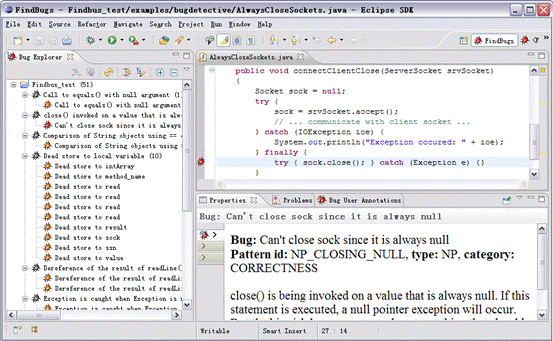 FindBugs - Findbus_test/examples/bugdetective/AlwaysCloseSockets.java - Eclipse SDK
File Edit Source Refactor Navigate Search Project Run Window Help
FindBugs
Bug Explorer
Findbus_test (51)
Call to equals() with null argument (1)
Call to equals() with null argument
close() invoked on a value that is alw
Can't close sock since it is always
Comparison of String objects using ==
Dead store to local variable (10)
Dead store to intArray
Dead store to method_name
Dead store to read
Dead store to read
Dead store to read
Dead store to read
Dead store to result
Dead store to sock
Dead store to ssn
Dead store to value
Dereference of the result of readLine(
Dereference of the result of readLi
Dereference of the result of readLi
Exception is caught when Exception is
Exception is caught when Exception
AlwaysCloseSockets.java
public void connectClientClose(ServerSocket srvSocket)
{
Socket sock = null;
try {
sock = srvSocket.accept();
// ... communicate with client socket ...
} catch (IOException ioe) {
System.out.println("Exception occured: " + ioe);
} finally {
try { sock.close(); } catch (Exception e) {}
}
Properties
Problems
Bug User Annotations
Bug: Can't close sock since it is always null
Bug: Can't close sock since it is always null
Pattern id: NP_CLOSING_NULL, type: NP, category:
CORRECTNESS
close() is being invoked on a value that is always null. If this
statement is executed, a null pointer exception will occur.
Writable
Smart Insert
27 : 14